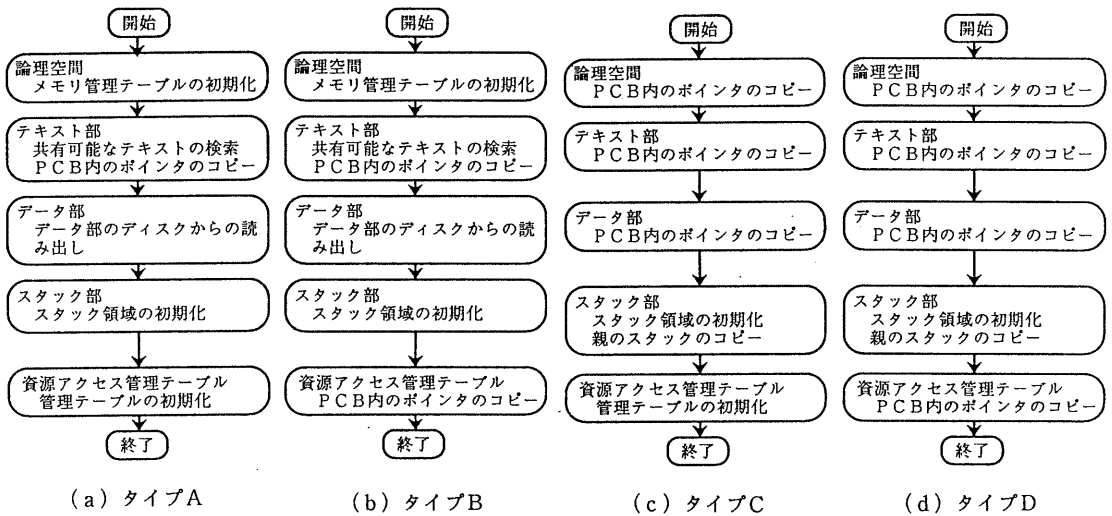 開始
論理空間
メモリ管理テーブルの初期化
テキスト部
共有可能なテキストの検索
PCB内のポインタのコピー
データ部
データ部のディスクからの読
み出し
スタック部
スタック領域の初期化
資源アクセス管理テーブル
管理テーブルの初期化
終了
(a) タイプA
開始
論理空間
メモリ管理テーブルの初期化
テキスト部
共有可能なテキストの検索
PCB内のポインタのコピー
データ部
データ部のディスクからの読
み出し
スタック部
スタック領域の初期化
資源アクセス管理テーブル
PCB内のポインタのコピー
終了
(b) タイプB
開始
論理空間
PCB内のポインタのコピー
テキスト部
PCB内のポインタのコピー
データ部
PCB内のポインタのコピー
スタック部
スタック領域の初期化
親のスタックのコピー
資源アクセス管理テーブル
管理テーブルの初期化
終了
(c) タイプC
開始
論理空間
PCB内のポインタのコピー
テキスト部
PCB内のポインタのコピー
データ部
PCB内のポインタのコピー
スタック部
スタック領域の初期化
親のスタックのコピー
資源アクセス管理テーブル
PCB内のポインタのコピー
終了
(d) タイプD